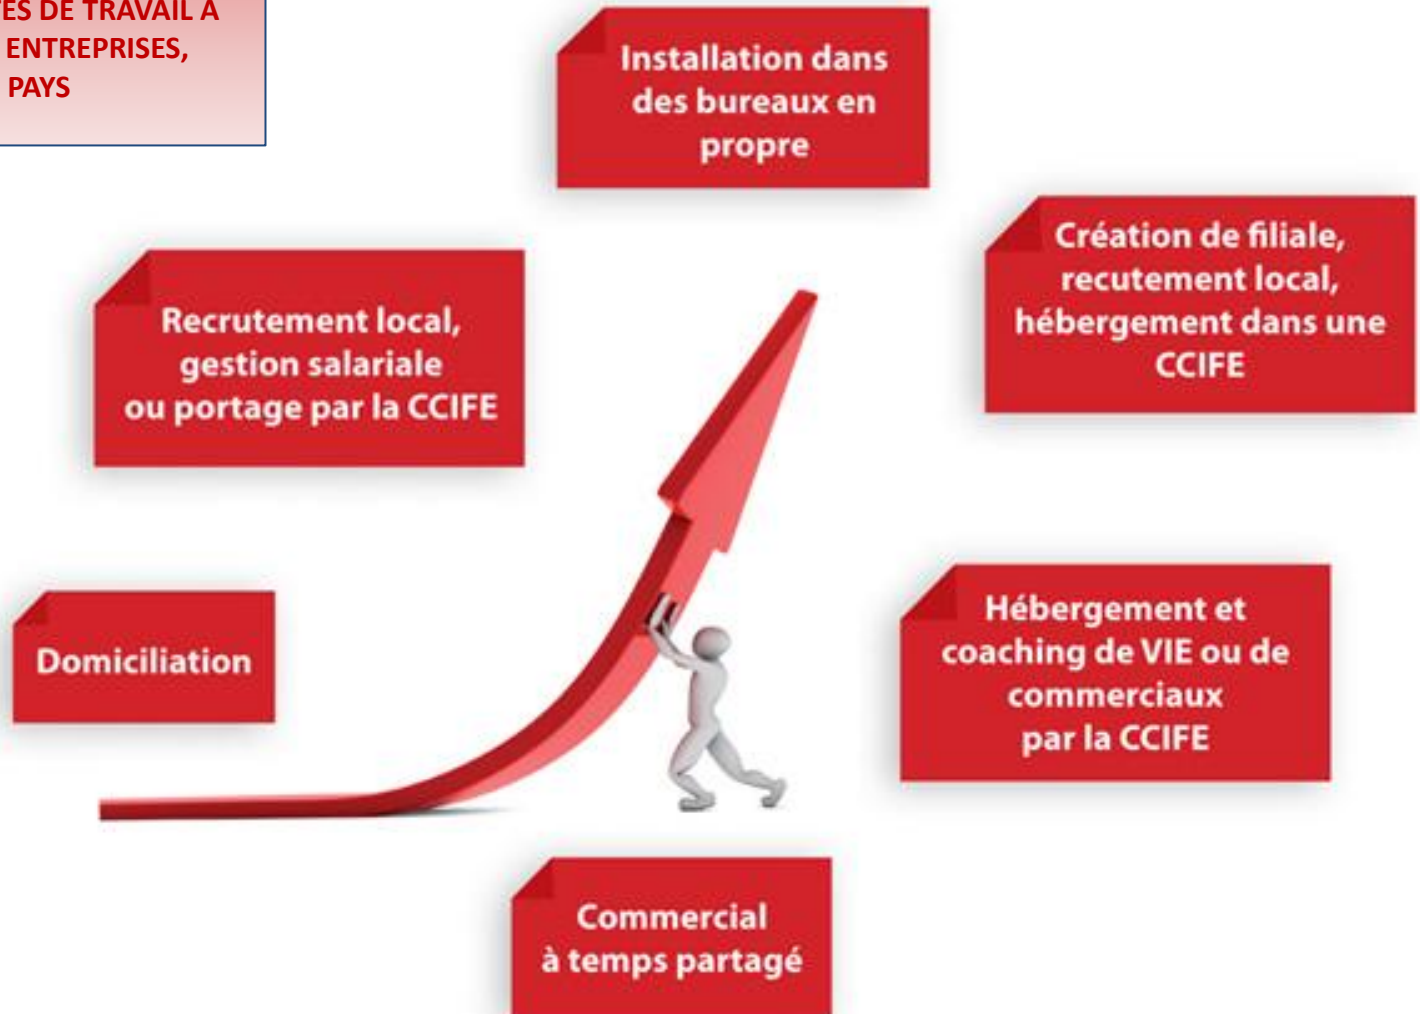 DE TRAVAIL À
ENTREPRISES,
PAYS
Installation dans
des bureaux en
propre
Création de filiale,
recutement local,
hébergement dans une
CCIFE
Recrutement local,
gestion salariale
ou portage par la CCIFE
Hébergement et
coaching de VIE ou de
commerciaux
par la CCIFE
Domiciliation
Commercial
à temps partagé